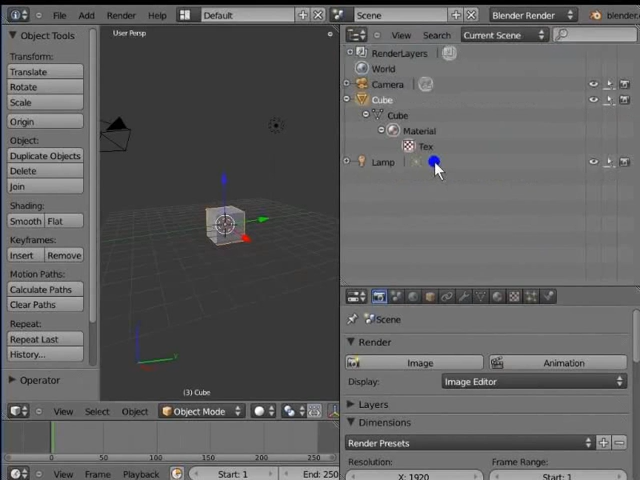 File Add Render Help Default Scene Blender Render blender.
Object Tools
Transform:
Translate
Rotate
Scale
Origin
Object:
Duplicate Objects
Delete
Join
Shading:
Smooth Flat
Keyframes:
Insert Remove
Motion Paths:
Calculate Paths
Clear Paths
Repeat:
Repeat Last
History...
Operator
User Persp
(3) Cube
View Select Object Object Mode
0 50 100 150 200 250
View Frame Playback Start: 1 End: 250
View Search Current Scene
RenderLayers
World
Camera
Cube
Cube
Material
Tex
Lamp
Scene
Render
Image Animation
Display: Image Editor
Layers
Dimensions
Render Presets
Resolution: Frame Range:
X: 1920 Start: 1